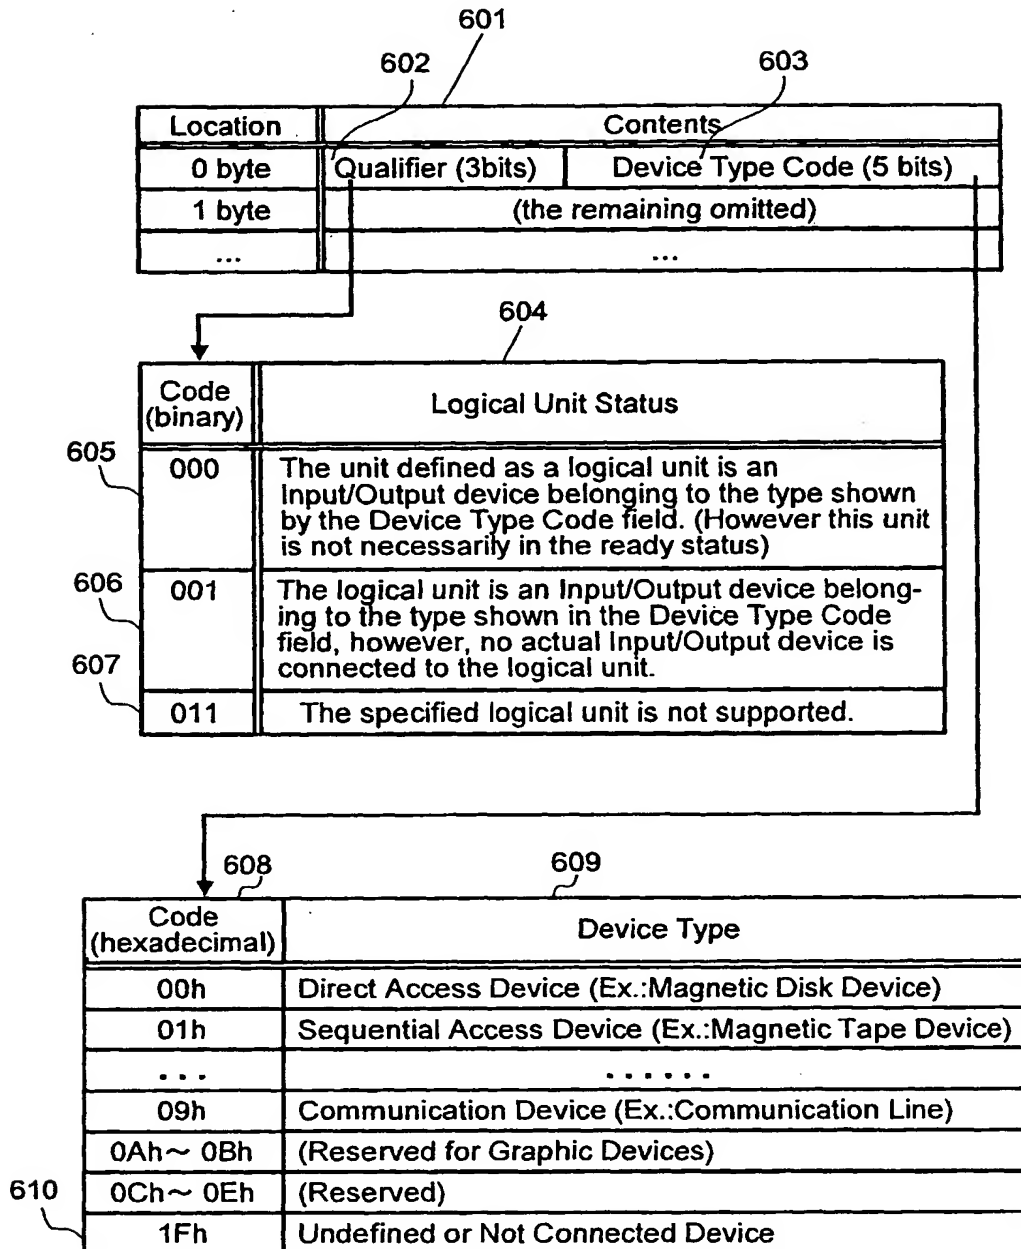 601
602
603
Location Contents
0 byte Qualifier (3bits) Device Type Code (5 bits)
1 byte (the remaining omitted)
... ...
604
Code
(binary)
Logical Unit Status
605
000 The unit defined as a logical unit is an
Input/Output device belonging to the type shown
by the Device Type Code field. (However this unit
is not necessarily in the ready status)
606
001 The logical unit is an Input/Output device belong-
ing to the type shown in the Device Type Code
field, however, no actual Input/Output device is
connected to the logical unit.
607
011 The specified logical unit is not supported.
608
609
Code
(hexadecimal)
Device Type
00h Direct Access Device (Ex.:Magnetic Disk Device)
01h Sequential Access Device (Ex.:Magnetic Tape Device)
... ......
09h Communication Device (Ex.:Communication Line)
0Ah~ 0Bh (Reserved for Graphic Devices)
0Ch~ 0Eh (Reserved)
610
1Fh Undefined or Not Connected Device